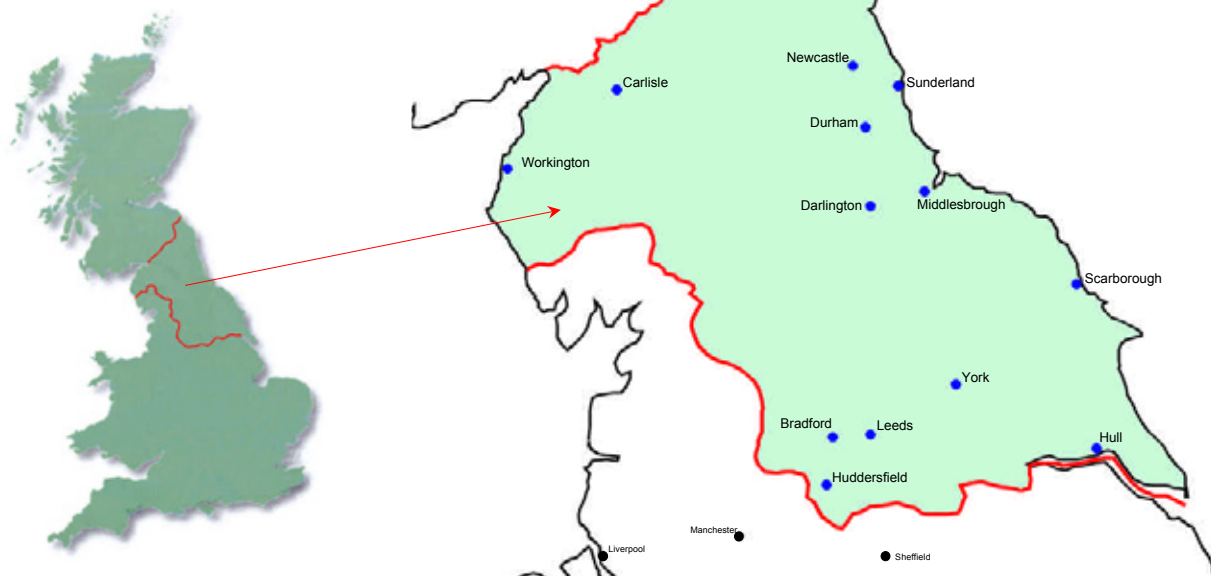 Newcastle
Carlisle
Sunderland
Durham
Workington
Darlington
Middlesbrough
Scarborough
York
Bradford
Leeds
Hull
Huddersfield
Manchester
Liverpool
Sheffield